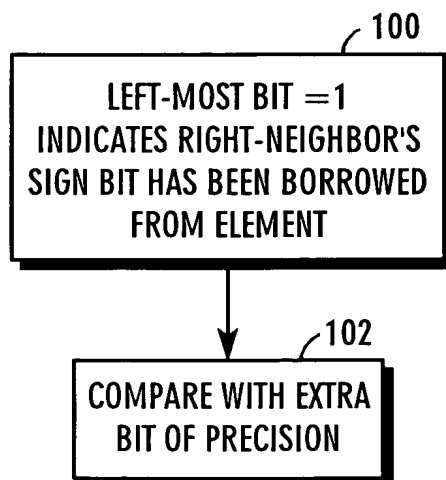 100
LEFT-MOST BIT = 1
INDICATES RIGHT-NEIGHBOR'S
SIGN BIT HAS BEEN BORROWED
FROM ELEMENT
102
COMPARE WITH EXTRA
BIT OF PRECISION